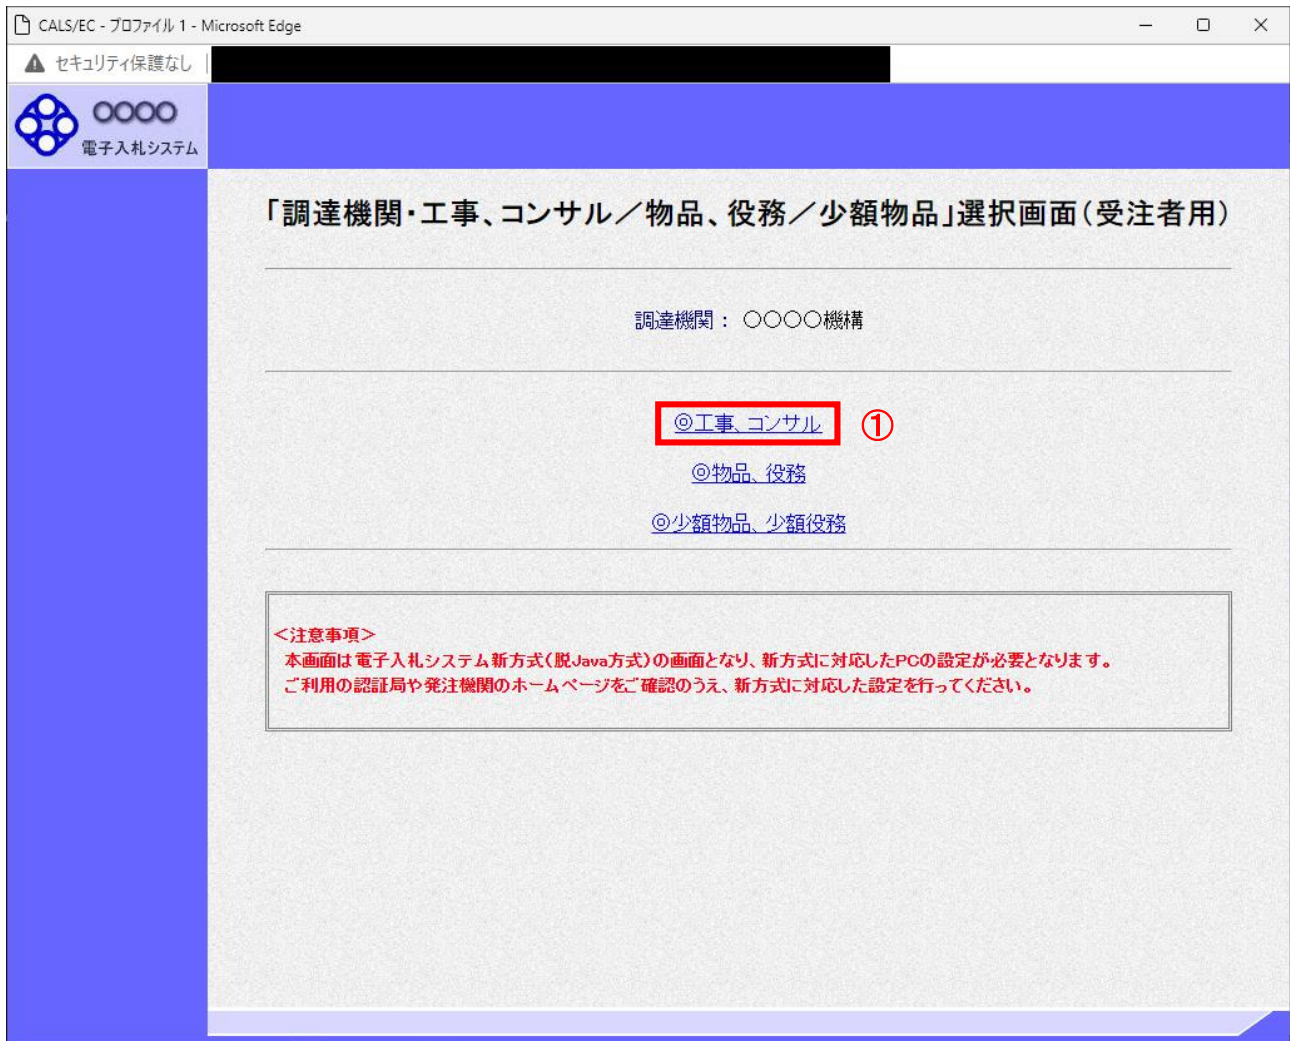 CALS/EC - プロファイル 1 - Microsoft Edge
セキュリティ保護なし
○○○○
電子入札システム
「調達機関・工事、コンサル／物品、役務／少額物品」選択画面（受注者用）
調達機関： ○○○○機構
◎工事、コンサル ①
◎物品、役務
◎少額物品、少額役務
＜注意事項＞
本画面は電子入札システム新方式（脱Java方式）の画面となり、新方式に対応したPCの設定が必要となります。
ご利用の認証局や発注機関のホームページをご確認のうえ、新方式に対応した設定を行ってください。